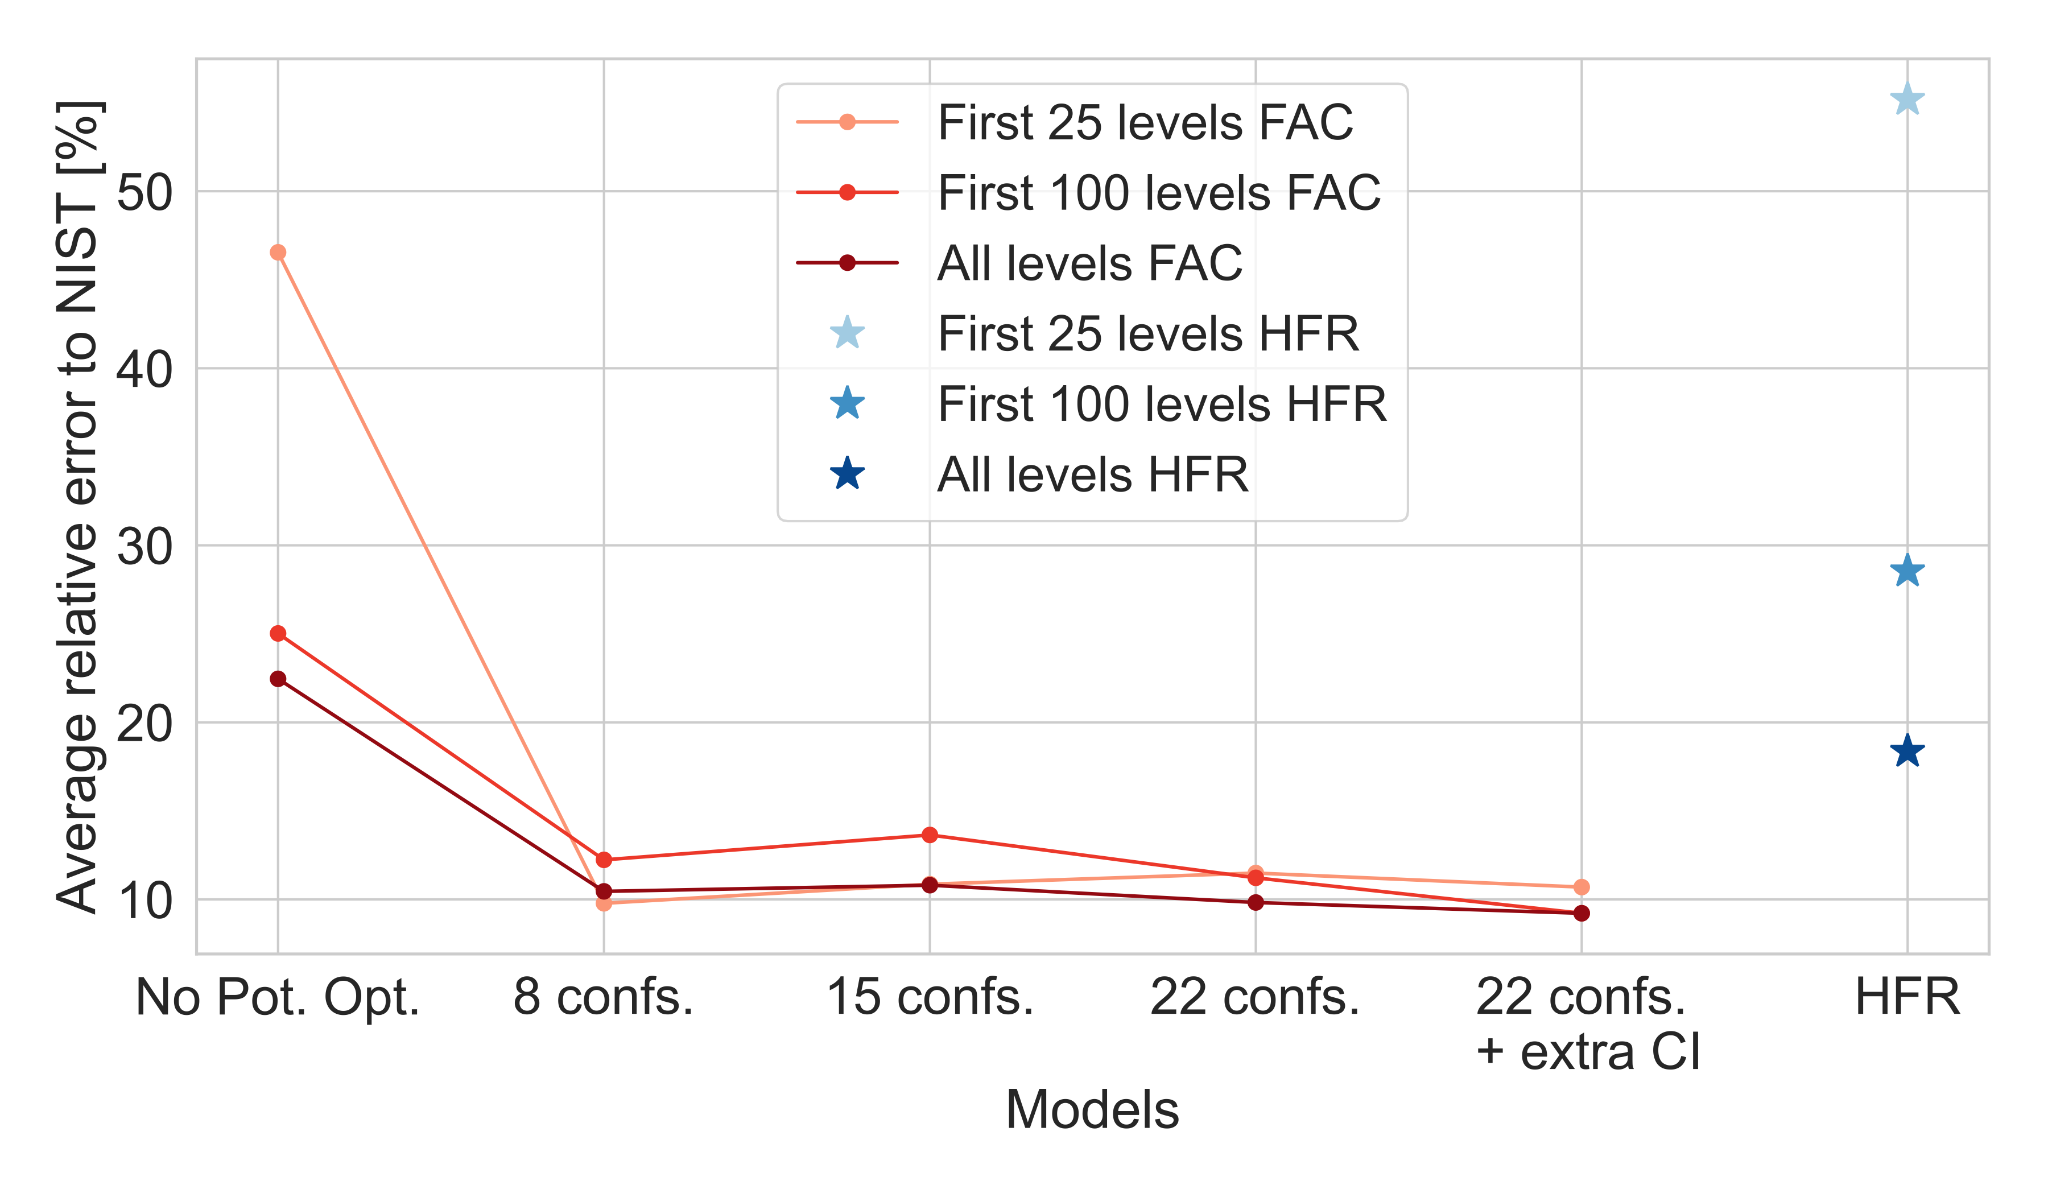 Average relative error to NIST [%]
50
40
30
20
10
First 25 levels FAC
First 100 levels FAC
All levels FAC
First 25 levels HFR
First 100 levels HFR
All levels HFR
No Pot. Opt.
8 confs.
15 confs.
22 confs.
22 confs.
+ extra CI
HFR
Models